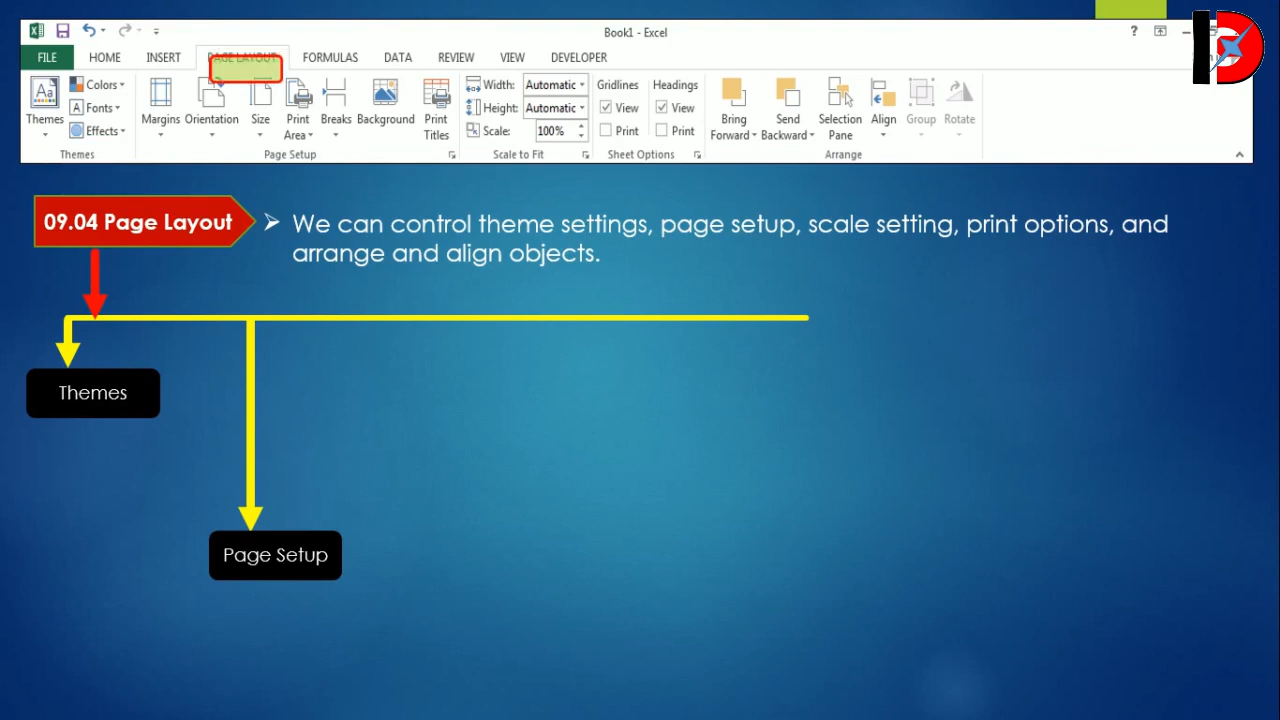 Book1 - Excel
?
FILE HOME INSERT PAGE LAYOUT FORMULAS DATA REVIEW VIEW DEVELOPER
Themes
Colors
Fonts
Effects
Themes
Margins
Orientation
Size
Print
Area
Breaks
Background
Print
Titles
Page Setup
Width: Automatic
Height: Automatic
Scale: 100%
Scale to Fit
Gridlines
View
Print
Headings
View
Print
Sheet Options
Bring
Forward
Send
Backward
Selection
Pane
Align
Group
Rotate
Arrange
09.04 Page Layout
We can control theme settings, page setup, scale setting, print options, and
arrange and align objects.
Themes
Page Setup